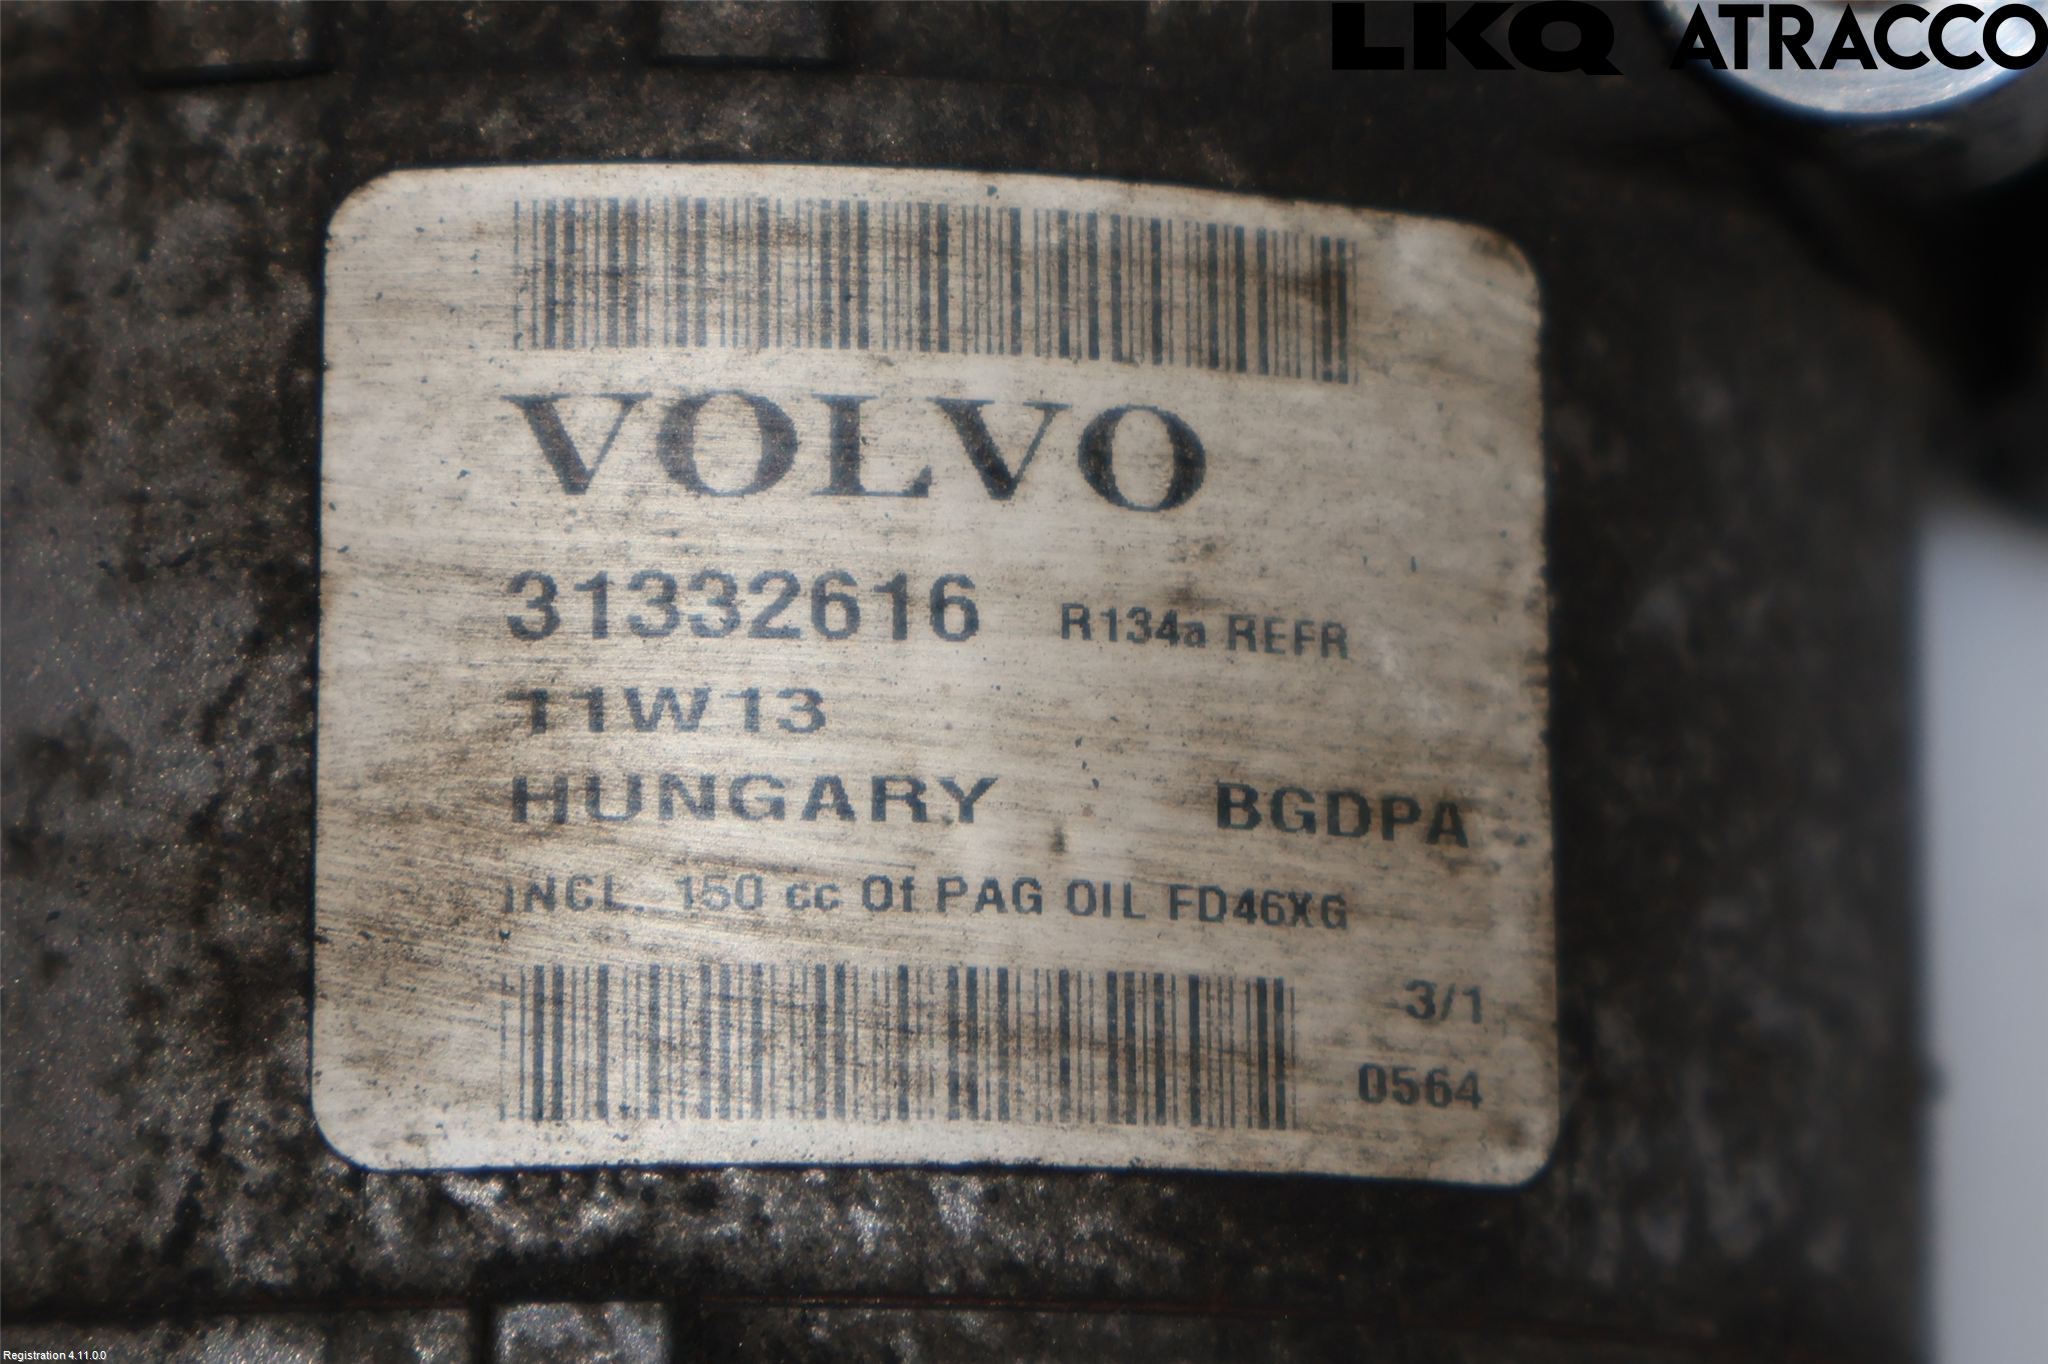 LKQ ATRACCO
VOLVO
31332616 R134a REFR
11W13
HUNGARY BGDPA
INCL. 150 cc Of PAG OIL FD46XG
3/1
0564
Registration 4.11.0.0